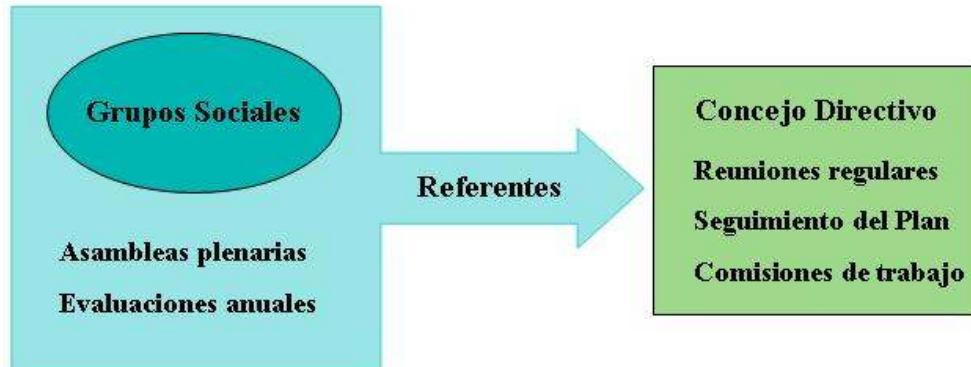 Grupos Sociales
Asambleas plenarias
Evaluaciones anuales
Referentes
Concejo Directivo
Reuniones regulares
Seguimiento del Plan
Comisiones de trabajo